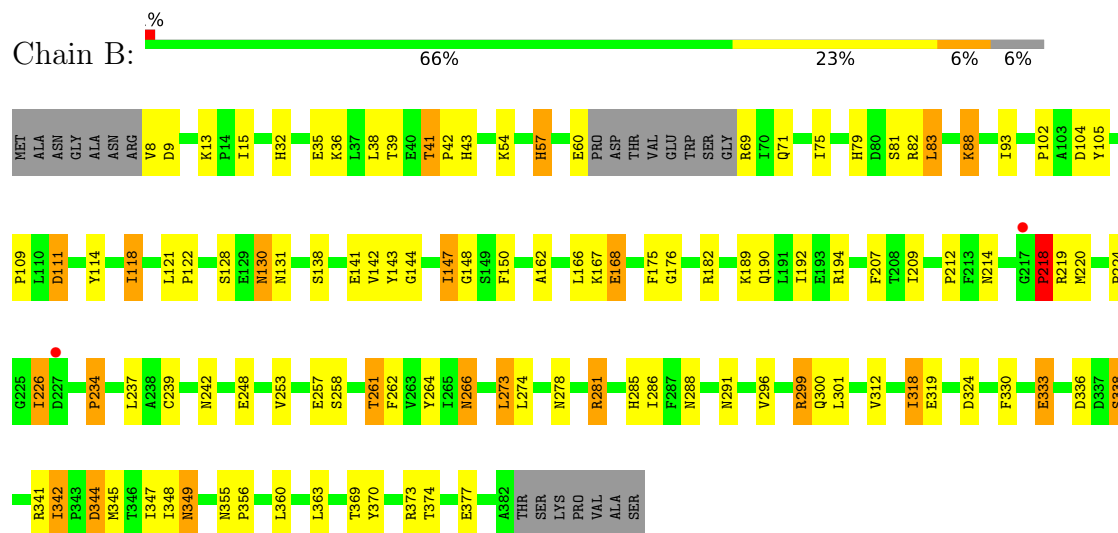 .%
Chain B:
66% 23% 6% 6%
MET ALA ASN GLY ALA ASN ARG V8 D9 K13 P14 I15 H32 E35 K36 L37 L38 T39 E40 T41 P42 H43 K54 H57 E60 PRO ASP THR VAL GLU TRP SER GLY R69 I70 Q71 I75 H79 D80 S81 R82 L83 K88 I93 P102 A103 D104 Y105
P109 L110 D111 Y114 I118 L121 P122 S128 E129 N130 N131 S138 E141 V142 Y143 G144 I147 G148 S149 F150 A162 L166 K167 E168 F175 G176 R182 K189 Q190 L191 I192 E193 R194 F207 T208 I209 P212 F213 N214 G217 P218 R219 M220
G225 I226 D227 P234 L237 A238 C239 N242 E248 V253 E257 S258 T261 F262 V263 Y264 I265 N266 L273 L274 N278 R281 H285 I286 F287 N288 N291 V296 R299 Q300 L301 V312 I318 E319 D324 F330 E333 D336 D337 S338
R341 I342 P343 D344 M345 T346 I347 I348 N349 N355 P356 L360 L363 T369 Y370 R373 T374 E377 A382 THR SER LYS PRO VAL ALA SER